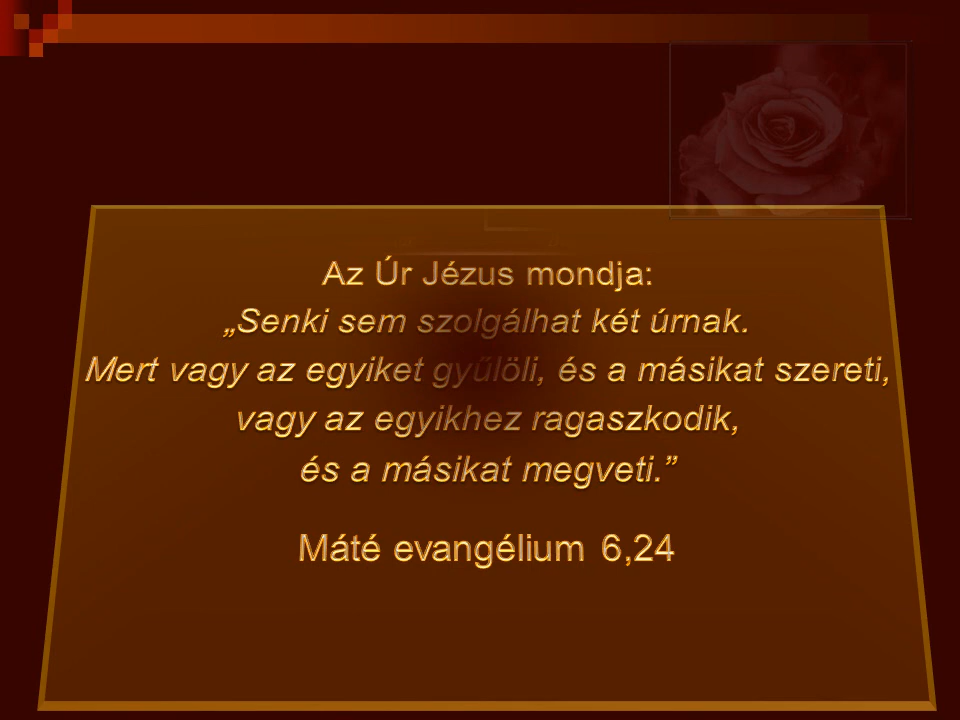 Az Úr Jézus mondja:
„Senki sem szolgálhat két úrnak.
Mert vagy az egyiket gyűlöli, és a másikat szereti,
vagy az egyikhez ragaszkodik,
és a másikat megveti.”
Máté evangélium 6,24